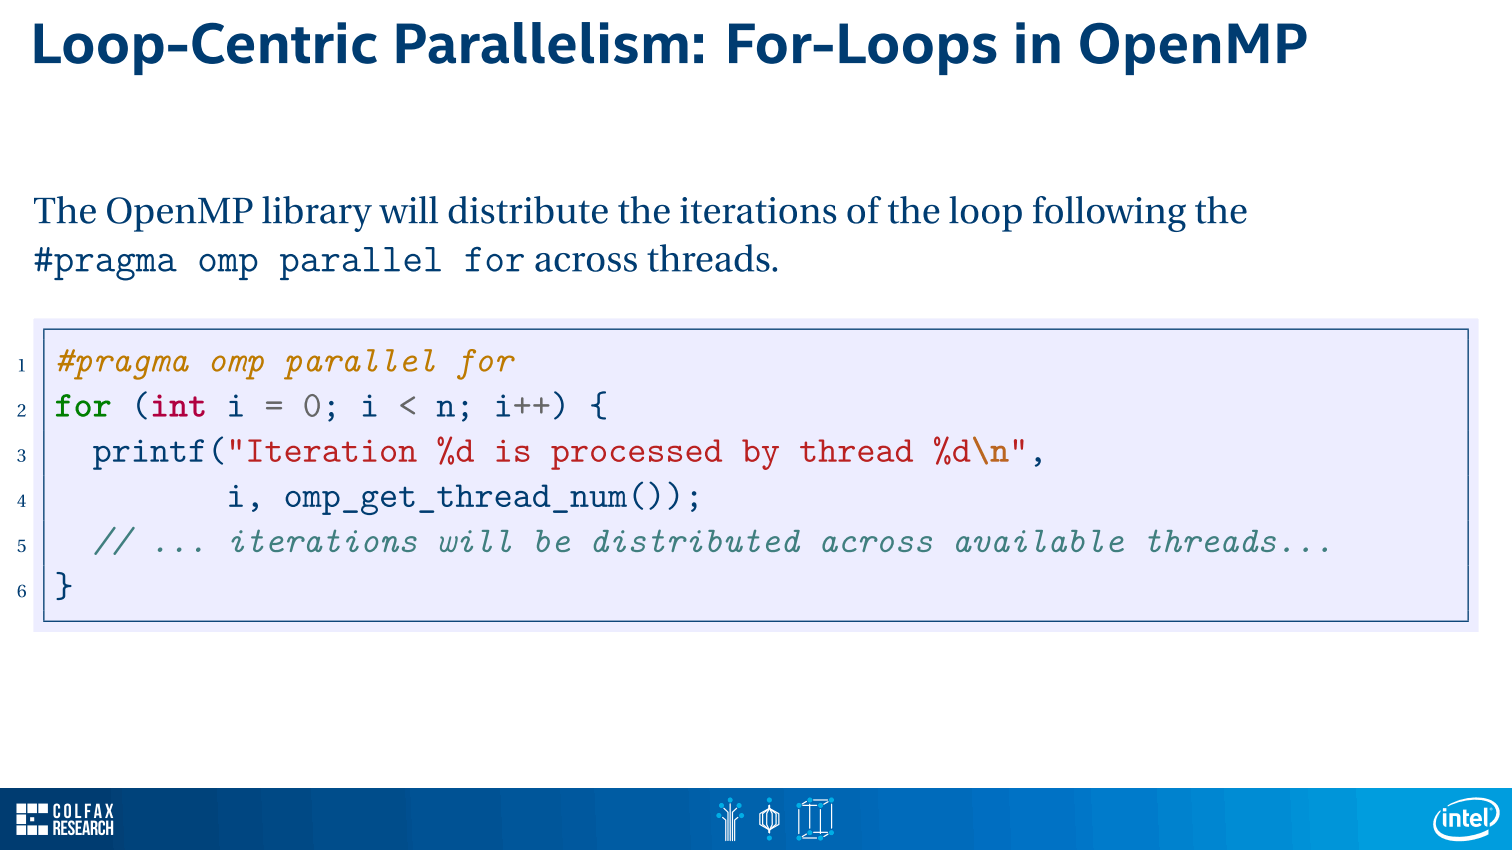 Loop-Centric Parallelism: For-Loops in OpenMP
The OpenMP library will distribute the iterations of the loop following the
#pragma omp parallel for across threads.
1 #pragma omp parallel for
2 for (int i = 0; i < n; i++) {
3   printf("Iteration %d is processed by thread %d\n",
4          i, omp_get_thread_num());
5   // ... iterations will be distributed across available threads...
6 }
COLFAX
RESEARCH
intel